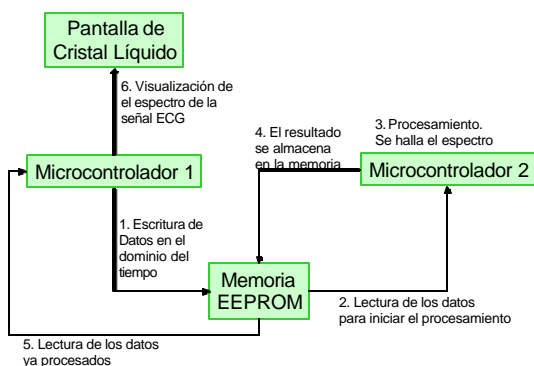 Pantalla de
Cristal Líquido
6. Visualización de
el espectro de la
señal ECG
4. El resultado
se almacena
en la memoria
3. Procesamiento.
Se halla el espectro
Microcontrolador 1
Microcontrolador 2
1. Escritura de
Datos en el
dominio del
tiempo
Memoria
EEPROM
2. Lectura de los datos
para iniciar el procesamiento
5. Lectura de los datos
ya procesados